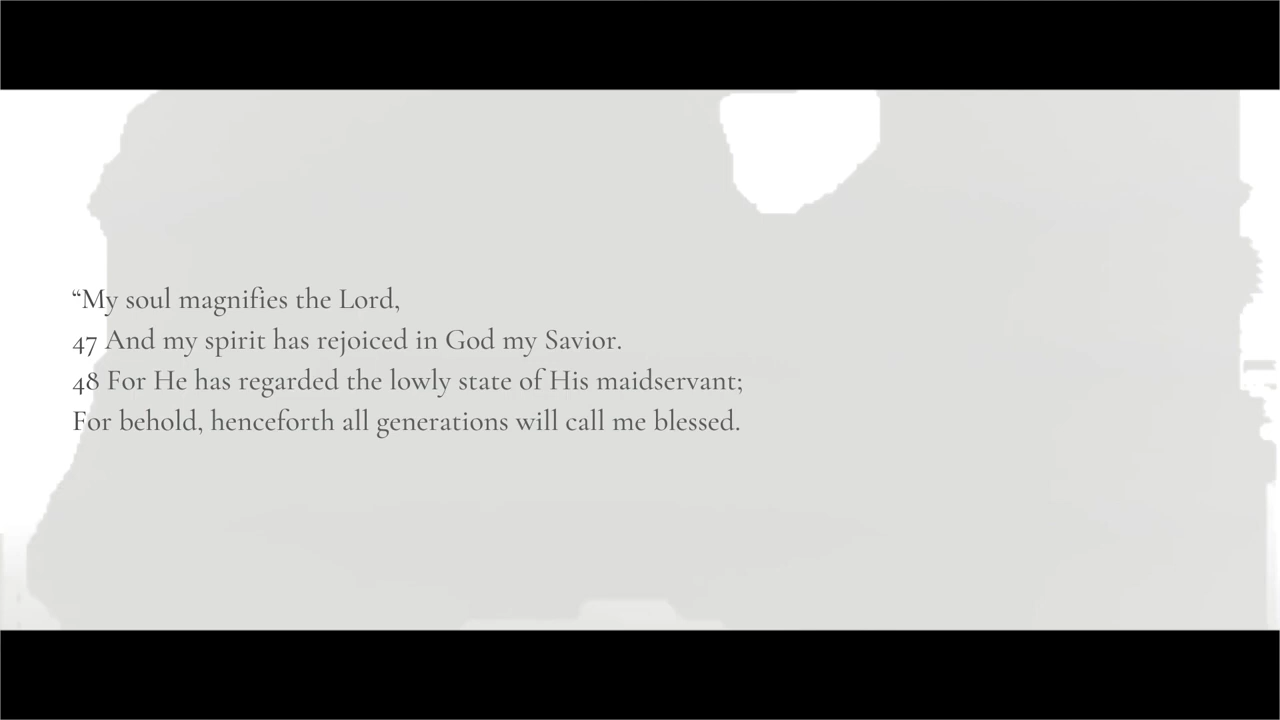 “My soul magnifies the Lord,
47 And my spirit has rejoiced in God my Savior.
48 For He has regarded the lowly state of His maidservant;
For behold, henceforth all generations will call me blessed.